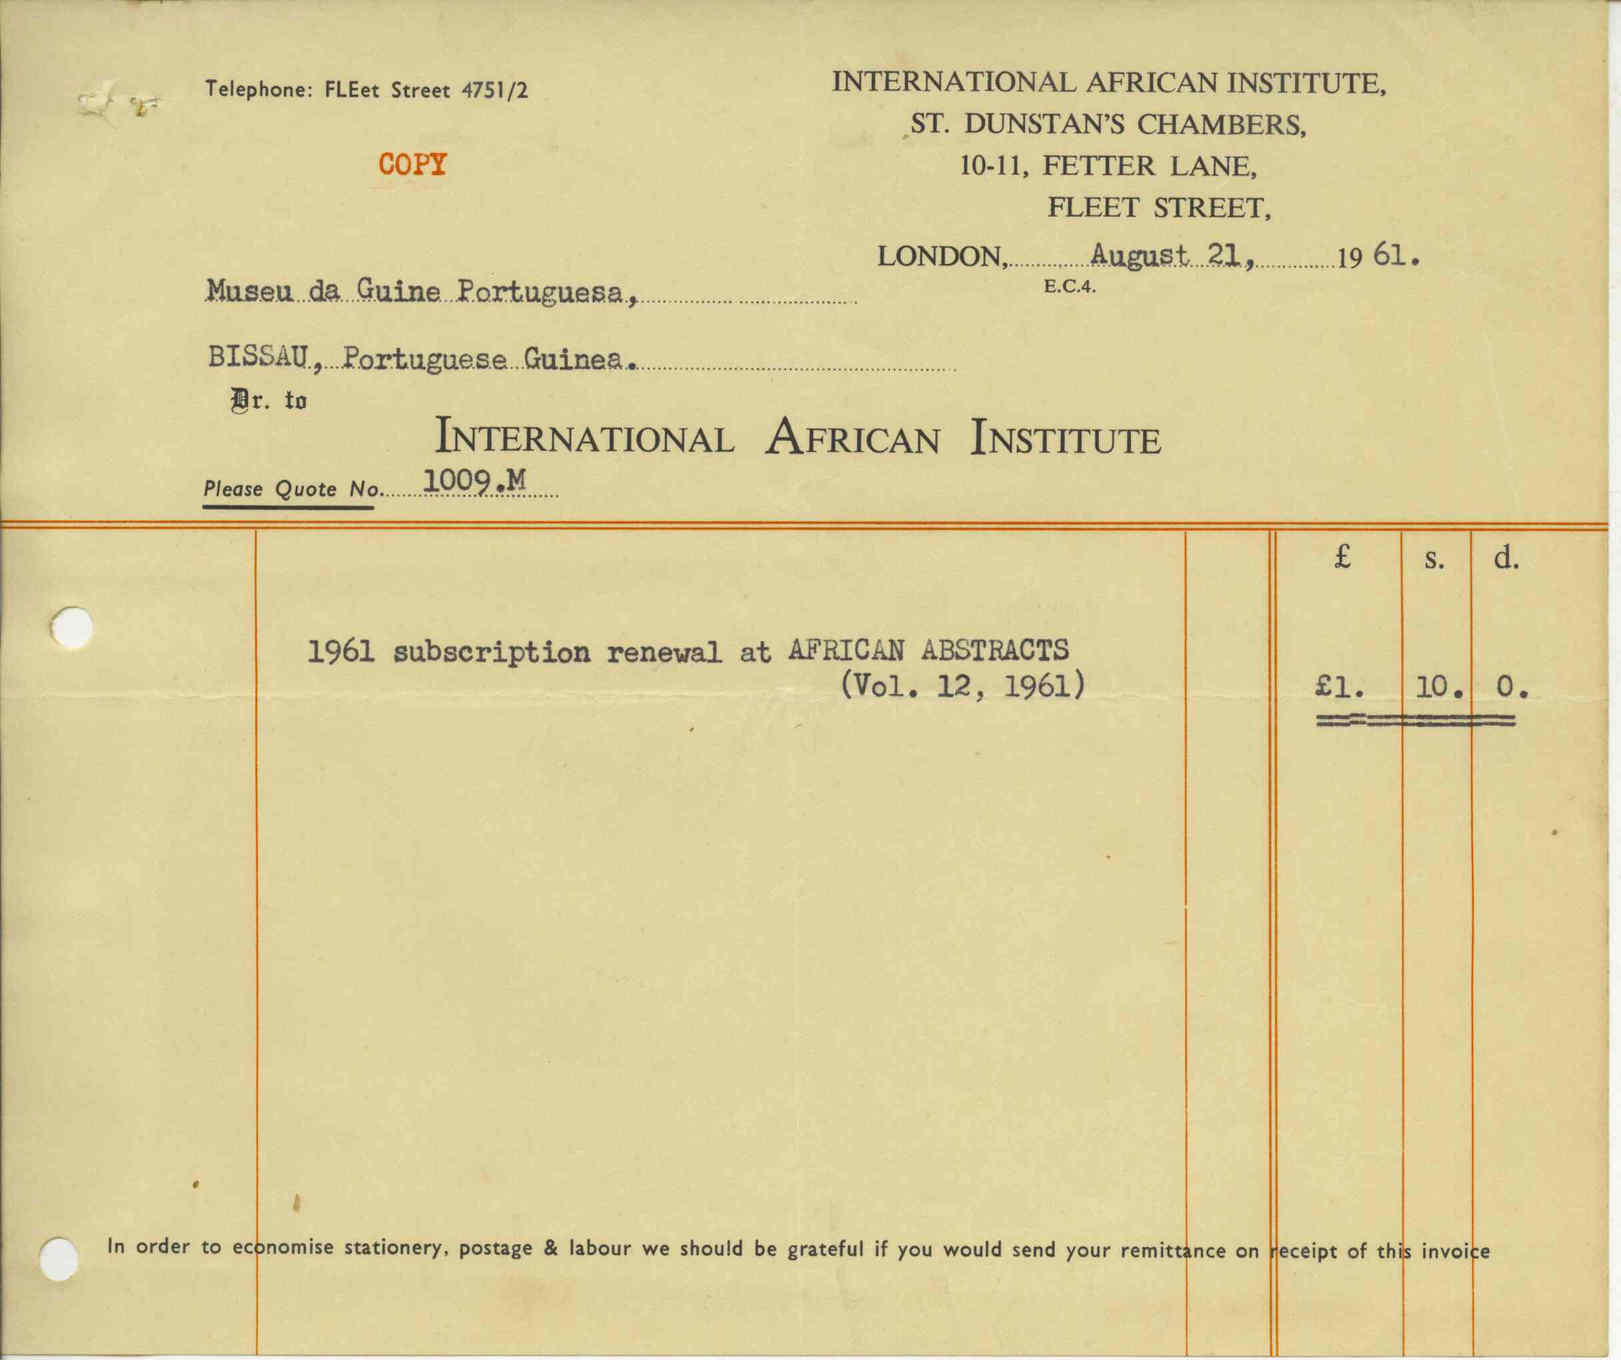 Telephone: FLEet Street 4751/2
COPY
INTERNATIONAL AFRICAN INSTITUTE,
ST. DUNSTAN'S CHAMBERS,
10-11, FETTER LANE,
FLEET STREET,
LONDON, August 21, 19 61.
E.C.4.
Museu da Guine Portuguesa,
BISSAU, Portuguese Guinea.
Dr. to
INTERNATIONAL AFRICAN INSTITUTE
Please Quote No. 1009.M
£ s. d.
1961 subscription renewal at AFRICAN ABSTRACTS
(Vol. 12, 1961) £1. 10. 0.
In order to economise stationery, postage & labour we should be grateful if you would send your remittance on receipt of this invoice